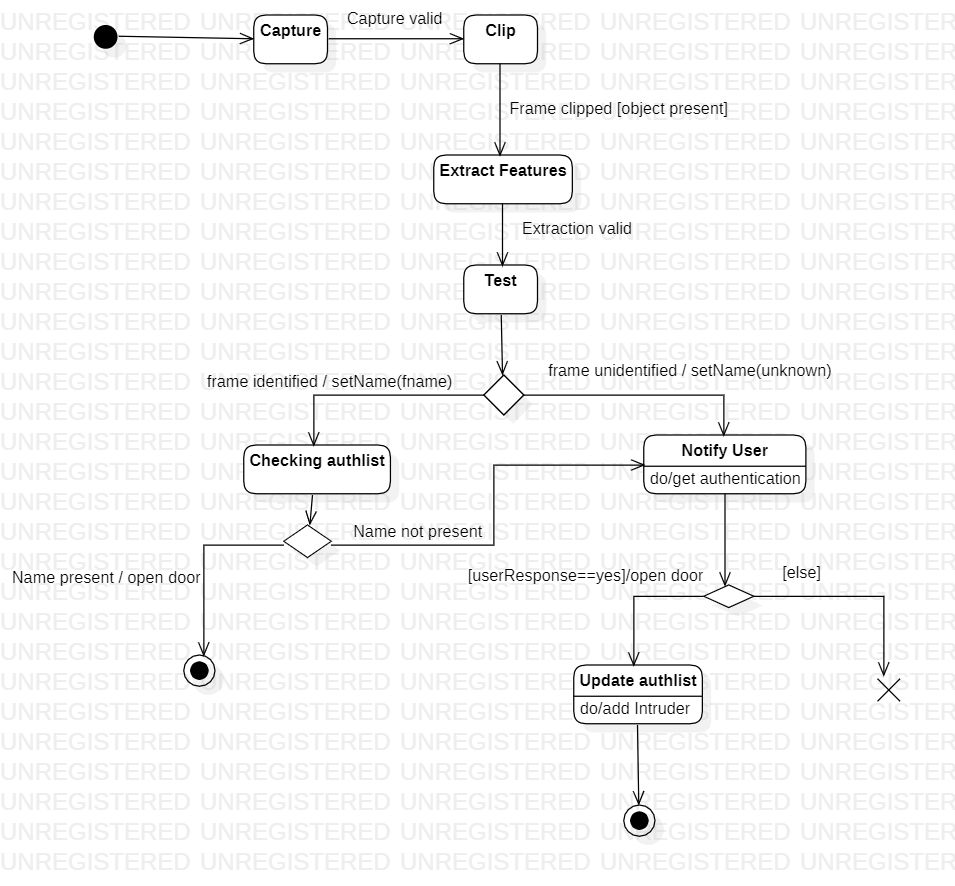 Capture
Capture valid
Clip
Frame clipped [object present]
Extract Features
Extraction valid
Test
frame identified / setName(fname)
frame unidentified / setName(unknown)
Checking authlist
Notify User
do/get authentication
Name not present
Name present / open door
[userResponse==yes]/open door
[else]
Update authlist
do/add Intruder
UNREGISTERED